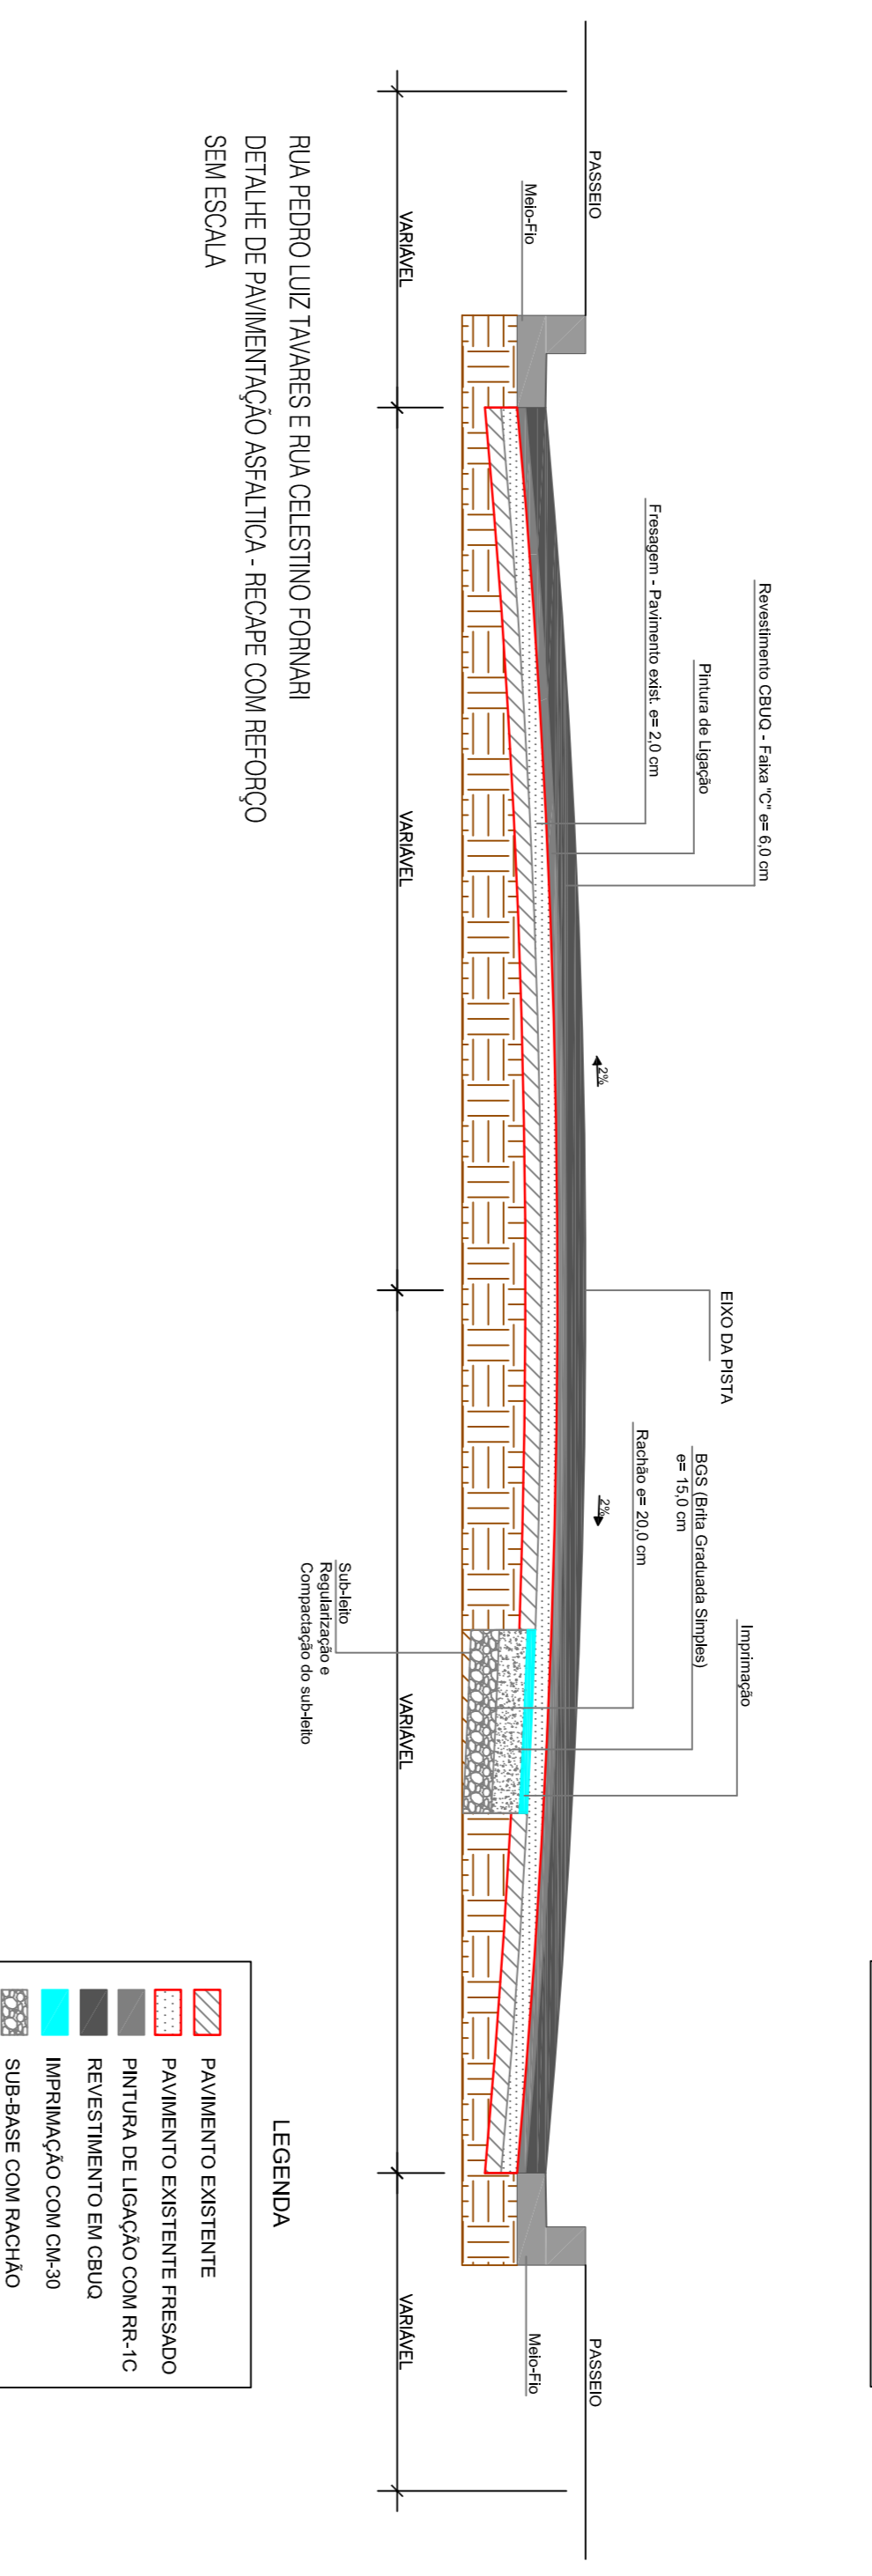 Revestimento CBUQ - Faixa "C" e= 6,0 cm
Pintura de Ligação
Fresagem - Pavimento exist. e= 2,0 cm
EIXO DA PISTA
Imprimação
BGS (Brita Graduada Simples)
e= 15,0 cm
Rachão e= 20,0 cm
PASSEIO
2%
2%
PASSEIO
Meio-Fio
Meio-Fio
VARIÁVEL
VARIÁVEL
VARIÁVEL
VARIÁVEL
Sub-leito
Regularização e
Compactação do sub-leito
RUA PEDRO LUIZ TAVARES E RUA CELESTINO FORNARI
DETALHE DE PAVIMENTAÇÃO ASFALTICA - RECAPE COM REFORÇO
SEM ESCALA
LEGENDA
PAVIMENTO EXISTENTE
PAVIMENTO EXISTENTE FRESADO
PINTURA DE LIGAÇÃO COM RR-1C
REVESTIMENTO EM CBUQ
IMPRIMAÇÃO COM CM-30
SUB-BASE COM RACHÃO